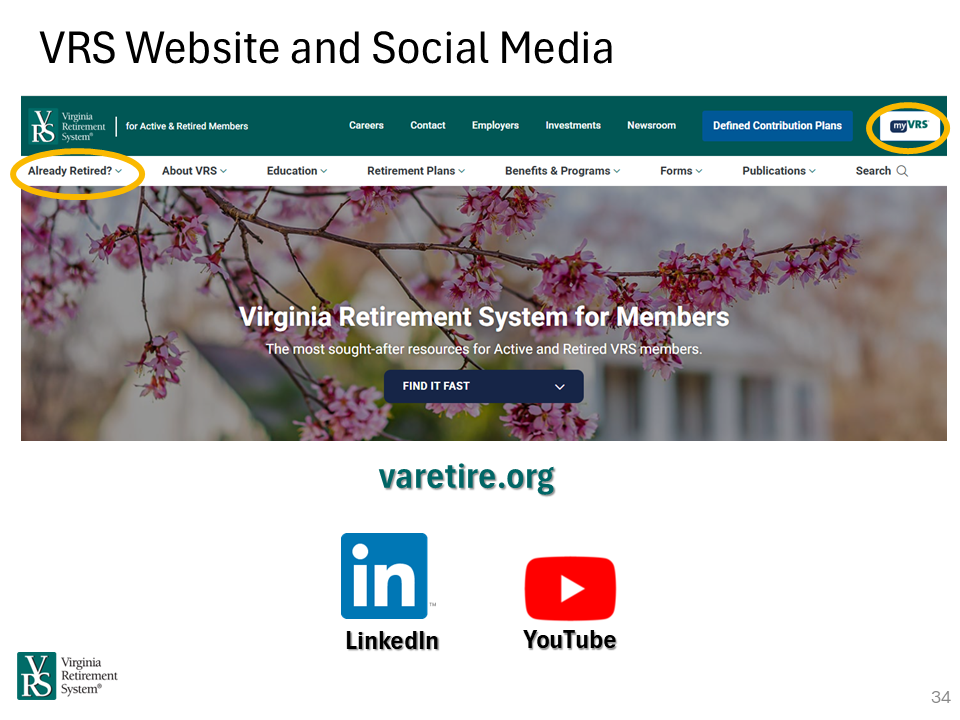 VRS Website and Social Media
VRS Virginia Retirement System® for Active & Retired Members Careers Contact Employers Investments Newsroom Defined Contribution Plans myVRS
Already Retired? About VRS Education Retirement Plans Benefits & Programs Forms Publications Search
Virginia Retirement System for Members
The most sought-after resources for Active and Retired VRS members.
FIND IT FAST
varetire.org
in™
LinkedIn YouTube
VRS Virginia
Retirement
System®
34